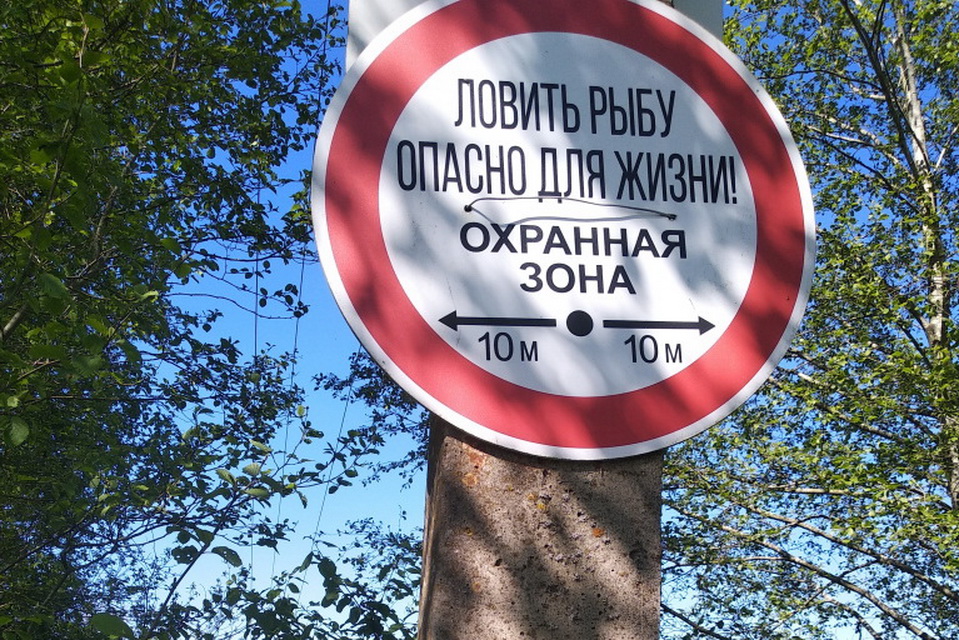 ЛОВИТЬ РЫБУ
ОПАСНО ДЛЯ ЖИЗНИ!
ОХРАННАЯ
ЗОНА
10 м 10 м